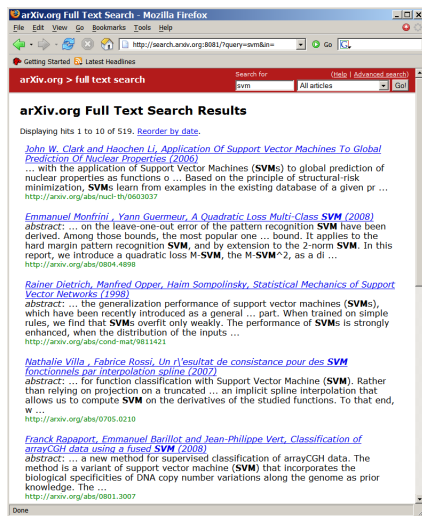 arXiv.org Full Text Search - Mozilla Firefox
File Edit View Go Bookmarks Tools Help
http://search.arxiv.org:8081/?query=svm&in=
Go
Getting Started Latest Headlines
Search for (Help | Advanced search)
arXiv.org > full text search
svm All articles Go!
arXiv.org Full Text Search Results
Displaying hits 1 to 10 of 519. Reorder by date.
John W. Clark and Haochen Li, Application Of Support Vector Machines To Global
Prediction Of Nuclear Properties (2006)
... with the application of Support Vector Machines (SVMs) to global prediction of
nuclear properties as functions o ... Based on the principle of structural-risk
minimization, SVMs learn from examples in the existing database of a given pr ...
http://arxiv.org/abs/nucl-th/0603037
Emmanuel Monfrini , Yann Guermeur, A Quadratic Loss Multi-Class SVM (2008)
abstract: ... on the leave-one-out error of the pattern recognition SVM have been
derived. Among those bounds, the most popular one ... bound. It applies to the
hard margin pattern recognition SVM, and by extension to the 2-norm SVM. In this
report, we introduce a quadratic loss M-SVM, the M-SVM^2, as a di ...
http://arxiv.org/abs/0804.4898
Rainer Dietrich, Manfred Opper, Haim Sompolinsky, Statistical Mechanics of Support
Vector Networks (1998)
abstract: ... the generalization performance of support vector machines (SVMs),
which have been recently introduced as a general ... part. When trained on simple
rules, we find that SVMs overfit only weakly. The performance of SVMs is strongly
enhanced, when the distribution of the inputs ...
http://arxiv.org/abs/cond-mat/9811421
Nathalie Villa , Fabrice Rossi, Un r\'esultat de consistance pour des SVM
fonctionnels par interpolation spline (2007)
abstract: ... for function classification with Support Vector Machine (SVM). Rather
than relying on projection on a truncated ... an implicit spline interpolation that
allows us to compute SVM on the derivatives of the studied functions. To that end,
w ...
http://arxiv.org/abs/0705.0210
Franck Rapaport, Emmanuel Barillot and Jean-Philippe Vert, Classification of
arrayCGH data using a fused SVM (2008)
abstract: ... a new method for supervised classification of arrayCGH data. The
method is a variant of support vector machine (SVM) that incorporates the
biological specificities of DNA copy number variations along the genome as prior
knowledge. The ...
http://arxiv.org/abs/0801.3007
Done